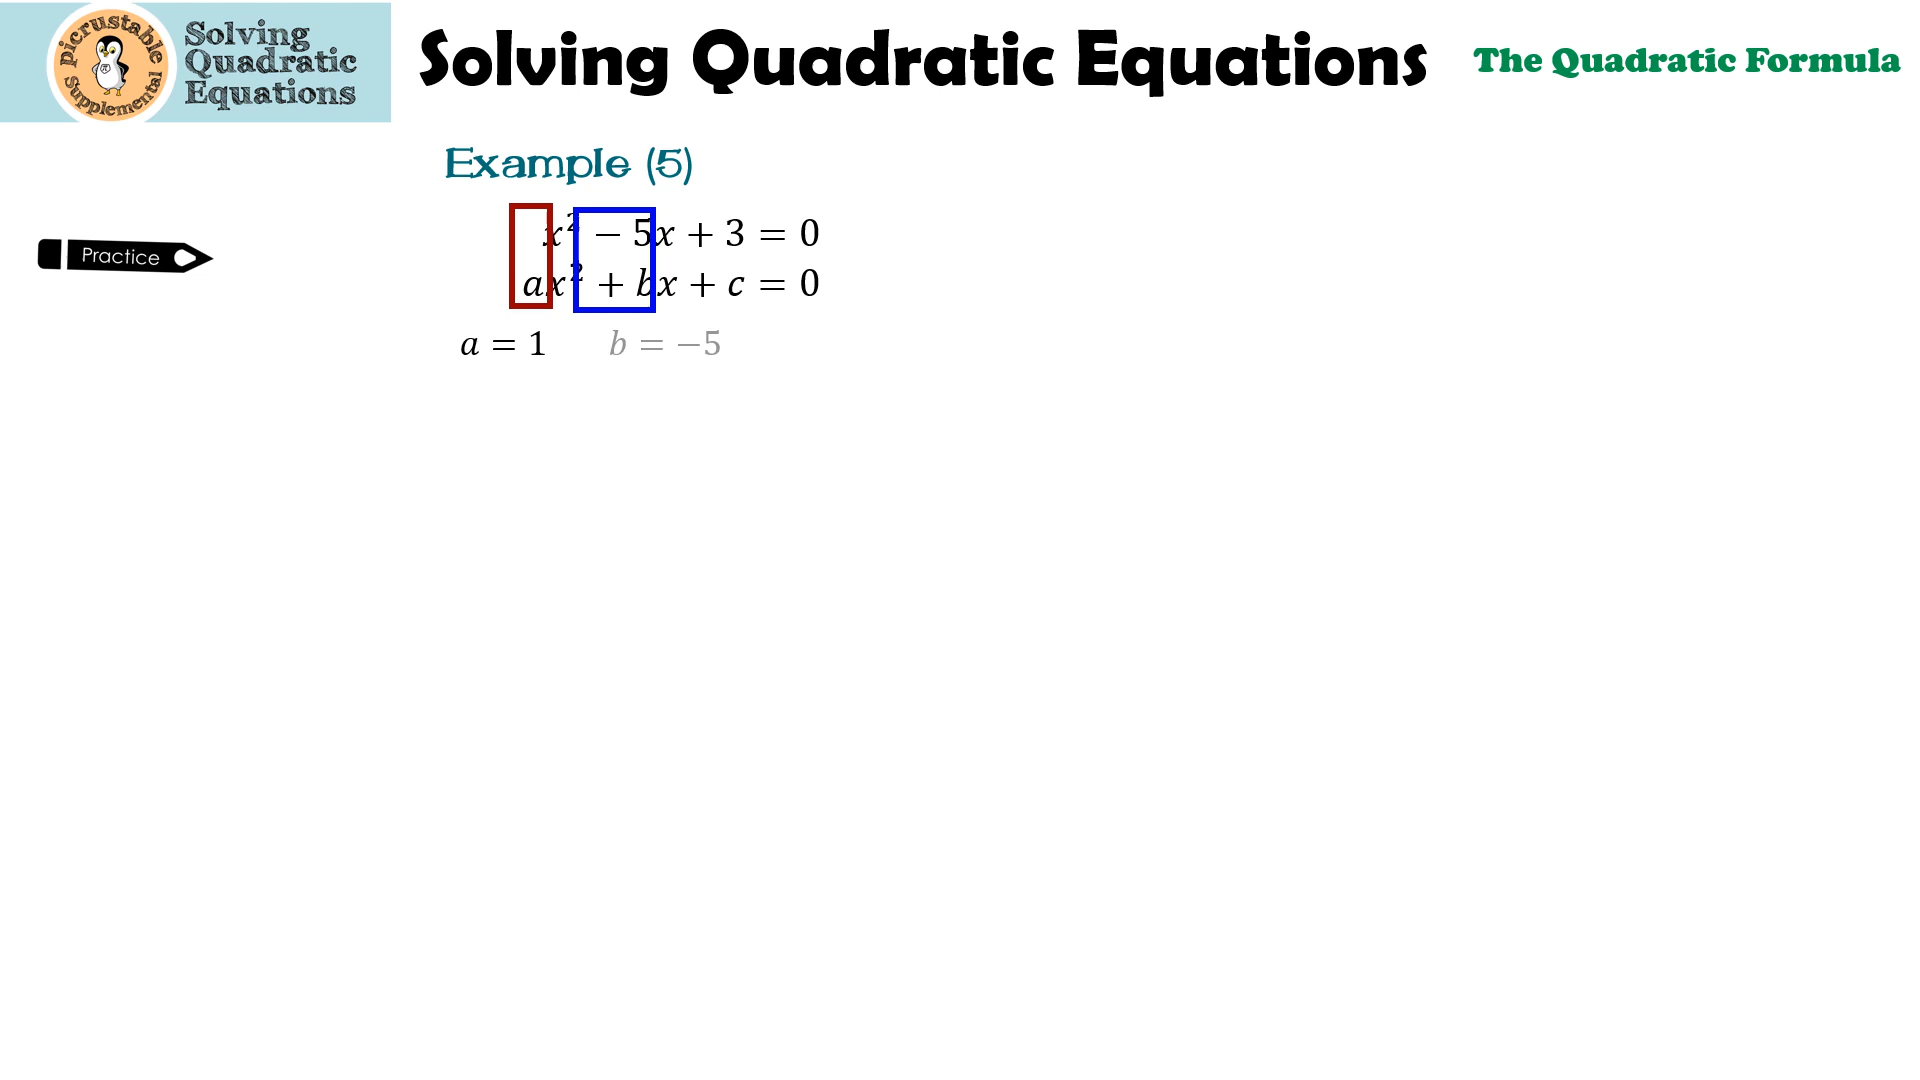 Picrustable Supplemental
Solving
Quadratic
Equations
Solving Quadratic Equations
The Quadratic Formula
Example (5)
x² − 5x + 3 = 0
Practice
ax² + bx + c = 0
a = 1 b = −5